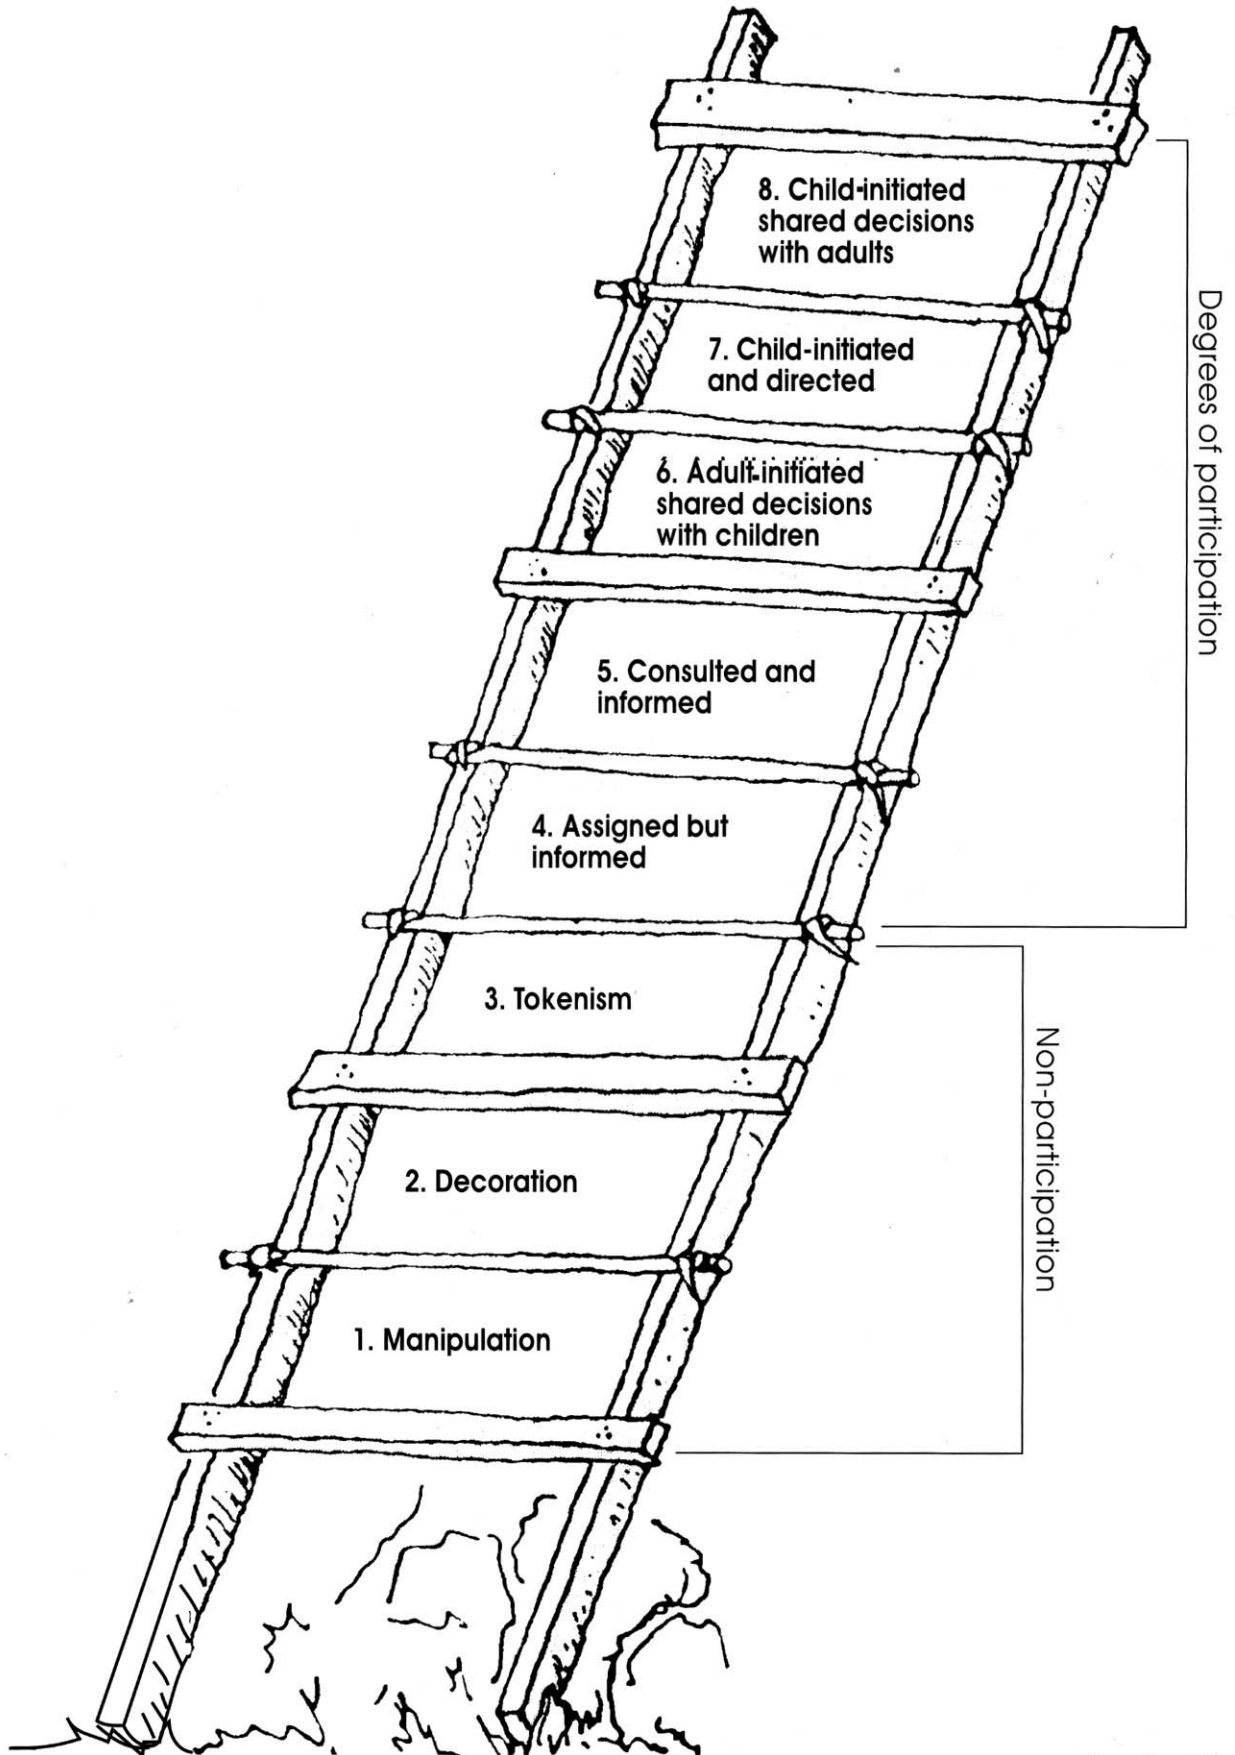 8. Child-initiated
shared decisions
with adults
7. Child-initiated
and directed
6. Adult-initiated
shared decisions
with children
5. Consulted and
informed
4. Assigned but
informed
3. Tokenism
2. Decoration
1. Manipulation
Degrees of participation
Non-participation